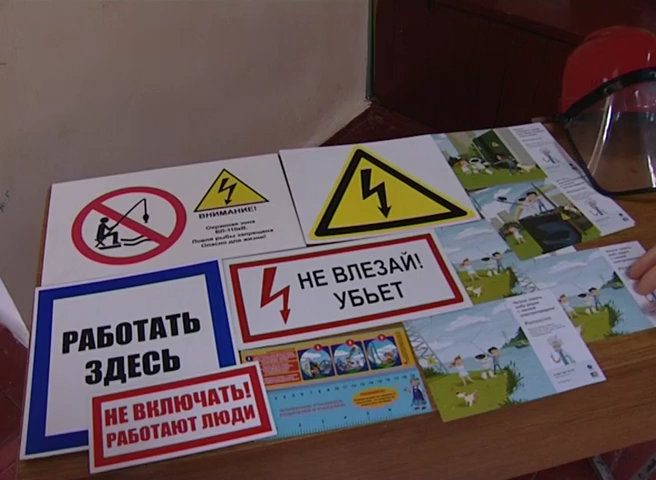 ВНИМАНИЕ!
Охранная зона
ВЛ-110кВ.
Ловля рыбы запрещена
Опасно для жизни!
НЕ ВЛЕЗАЙ!
УБЬЕТ
РАБОТАТЬ
ЗДЕСЬ
НЕ ВКЛЮЧАТЬ!
РАБОТАЮТ ЛЮДИ